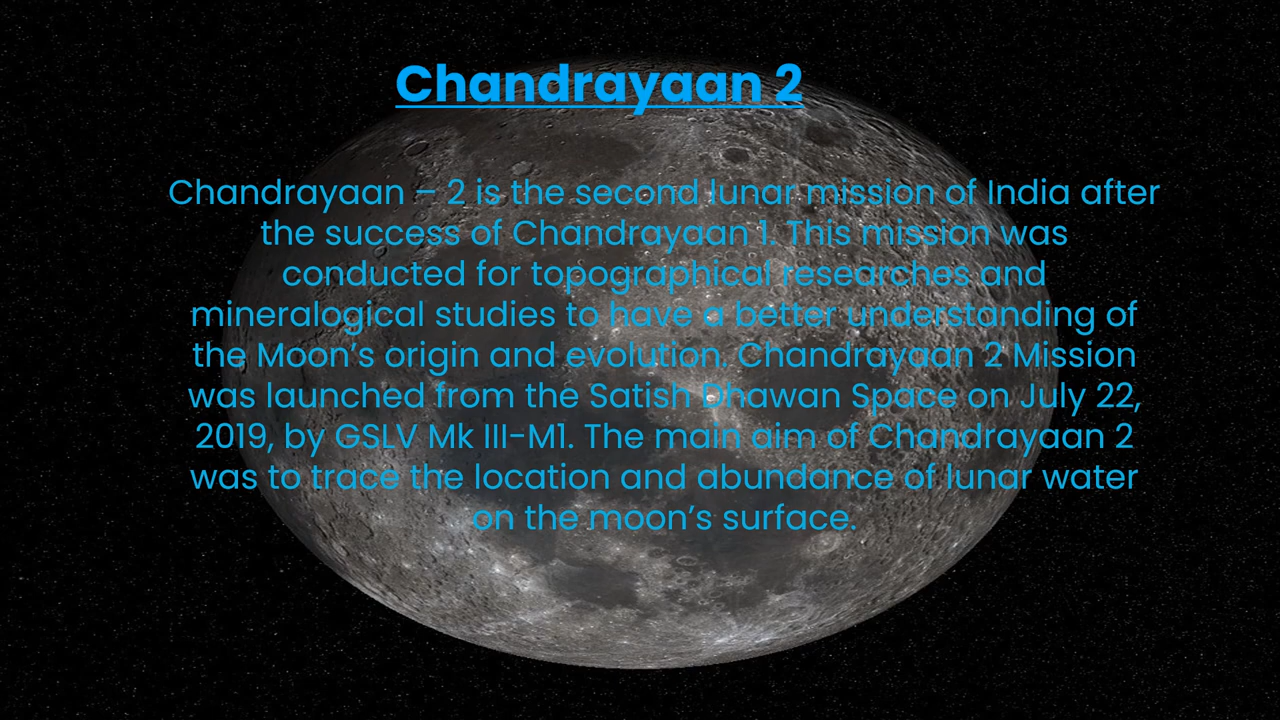 Chandrayaan 2
Chandrayaan – 2 is the second lunar mission of India after
the success of Chandrayaan 1. This mission was
conducted for topographical researches and
mineralogical studies to have a better understanding of
the Moon’s origin and evolution. Chandrayaan 2 Mission
was launched from the Satish Dhawan Space on July 22,
2019, by GSLV Mk III-M1. The main aim of Chandrayaan 2
was to trace the location and abundance of lunar water
on the moon’s surface.